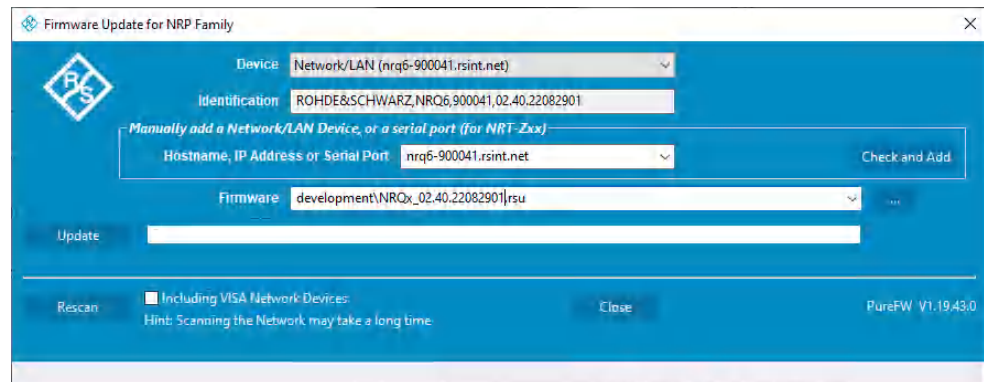 Firmware Update for NRP Family
R&S
Device Network/LAN (nrq6-900041.rsint.net)
Identification ROHDE&SCHWARZ,NRQ6,900041,02.40.22082901
Manually add a Network/LAN Device, or a serial port (for NRT-Zxx)
Hostname, IP Address or Serial Port nrq6-900041.rsint.net Check and Add
Firmware development\NRQx_02.40.22082901.rsu ...
Update
Rescan Including VISA Network Devices Close PureFW V1.19.43.0
Hint: Scanning the Network may take a long time